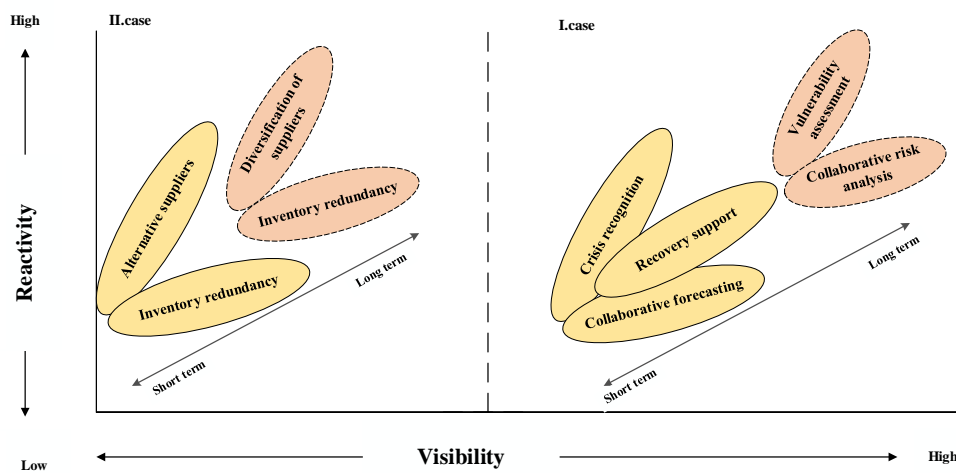 High
II.case
I.case
Diversification of
suppliers
Vulnerability
assessment
Alternative suppliers
Inventory redundancy
Collaborative risk
analysis
Crisis recognition
Recovery support
Inventory redundancy
Collaborative forecasting
Long term
Long term
Short term
Short term
Reactivity
Low
Visibility
High